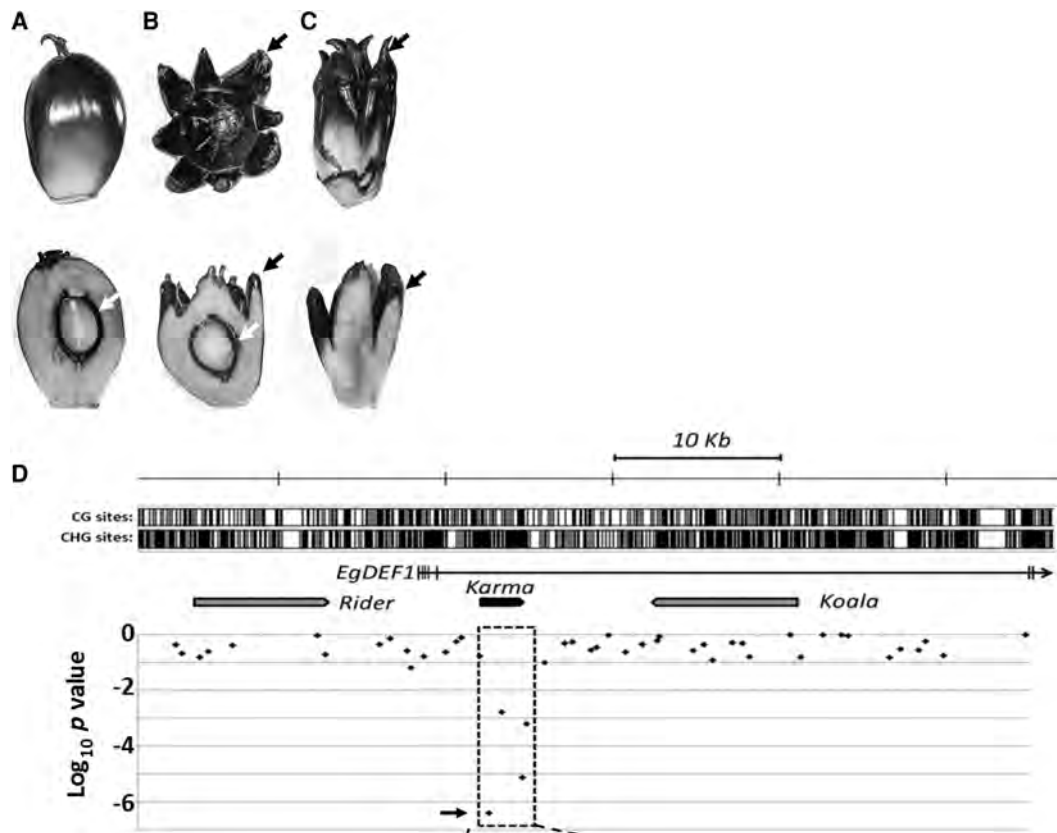 A B C
D
10 Kb
CG sites:
CHG sites:
EgDEF1
Karma
Rider
Koala
0
-2
-4
-6
Log10 p value